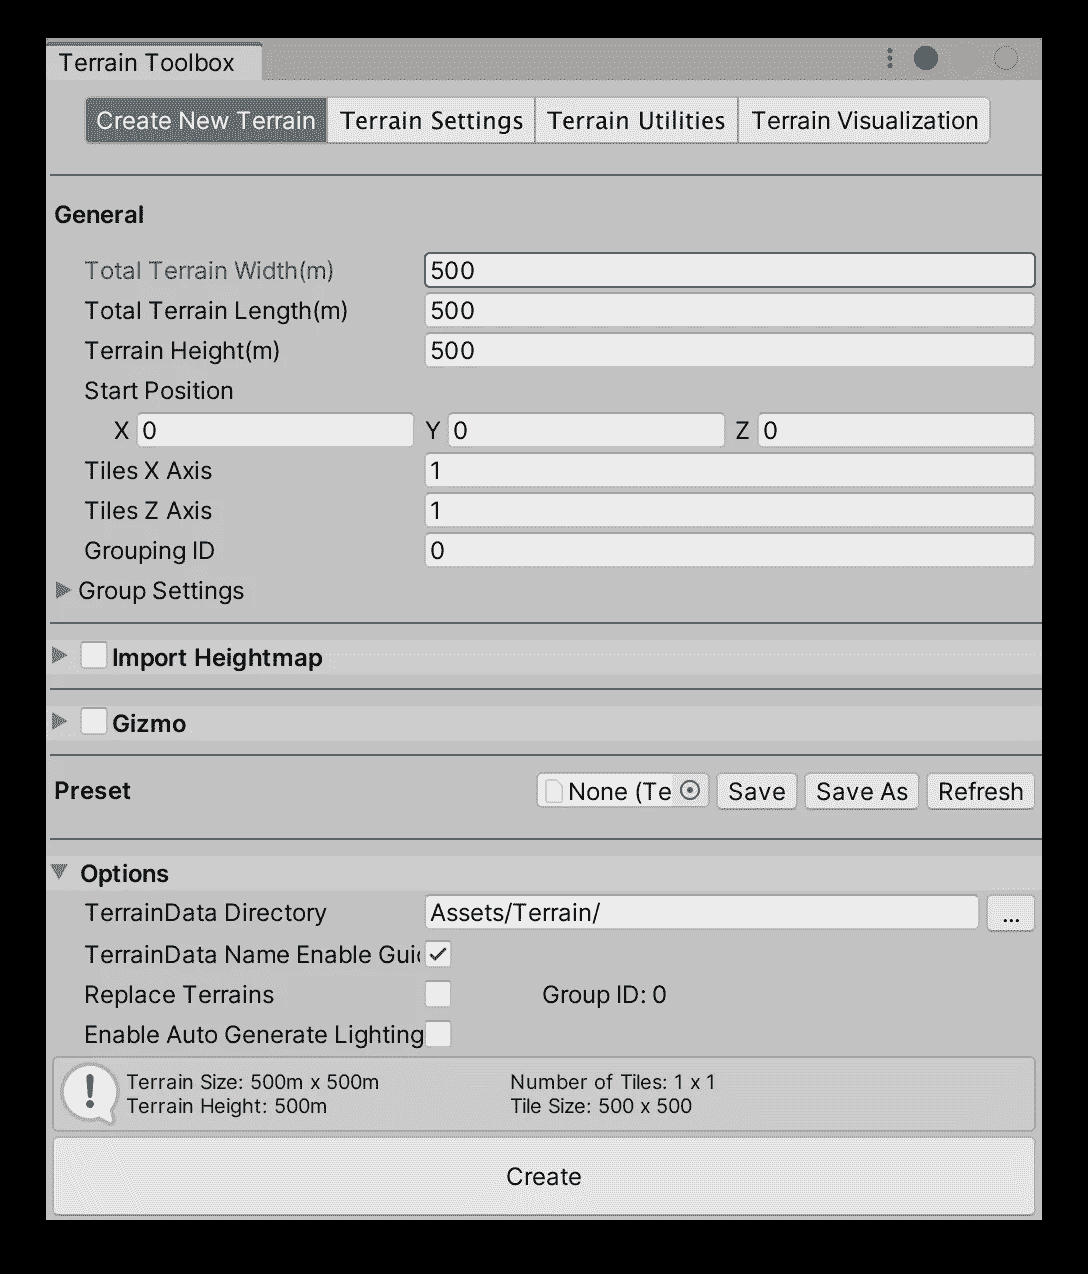 Terrain Toolbox
Create New Terrain Terrain Settings Terrain Utilities Terrain Visualization
General
Total Terrain Width(m) 500
Total Terrain Length(m) 500
Terrain Height(m) 500
Start Position
X 0 Y 0 Z 0
Tiles X Axis 1
Tiles Z Axis 1
Grouping ID 0
Group Settings
Import Heightmap
Gizmo
Preset None (Te Save Save As Refresh
Options
TerrainData Directory Assets/Terrain/ ...
TerrainData Name Enable Gui
Replace Terrains Group ID: 0
Enable Auto Generate Lighting
Terrain Size: 500m x 500m Number of Tiles: 1 x 1
Terrain Height: 500m Tile Size: 500 x 500
Create